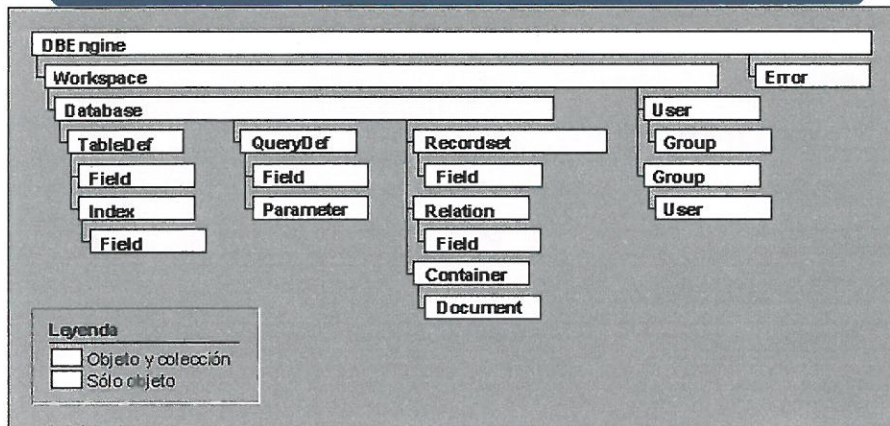 DBEngine
Workspace
Error
Database
User
TableDef
QueryDef
Recordset
Group
Field
Field
Field
Group
Index
Parameter
Relation
User
Field
Field
Container
Document
Leyenda
Objeto y colección
Sólo objeto